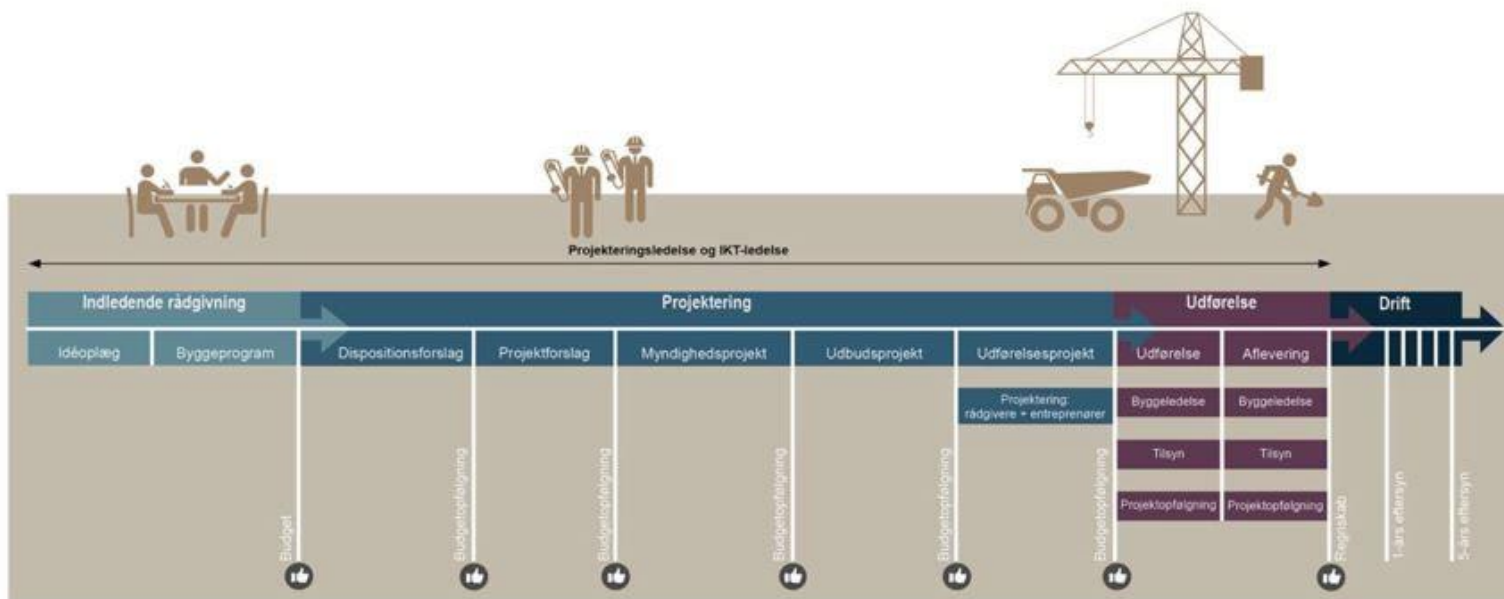 Projekteringsledelse og IKT-ledelse
Indledende rådgivning
Projektering
Udførelse
Drift
Idéoplæg
Byggeprogram
Dispositionsforslag
Projektforslag
Myndighedsprojekt
Udbudsprojekt
Udførelsesprojekt
Udførelse
Aflevering
Projektering:
rådgivere + entreprenører
Byggeledelse
Byggeledelse
Tilsyn
Tilsyn
Projektopfølgning
Projektopfølgning
Budget
Budgetopfølgning
Budgetopfølgning
Budgetopfølgning
Budgetopfølgning
Budgetopfølgning
Regnskab
1-års eftersyn
5-års eftersyn